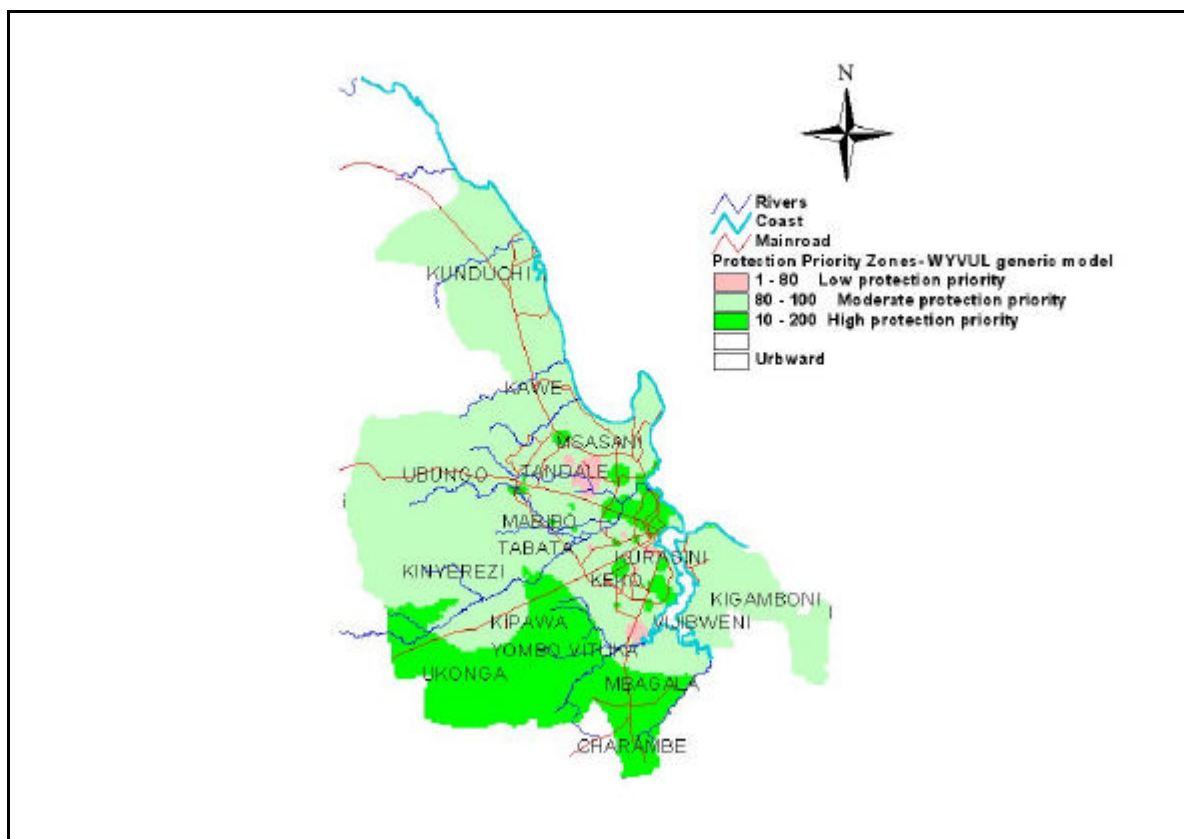 N
Rivers
Coast
Mainroad
Protection Priority Zones- WYVUL generic model
1 - 80 Low protection priority
80 - 100 Moderate protection priority
10 - 200 High protection priority
Urbward
KUNDUCHI
KAWE
MSASANI
UBUNGO
TANDALE
MABIBO
TABATA
KURASINI
KINYEREZI
KEKO
KIGAMBONI
KIPAWA
VIJIBWENI
YOMBO VITUKA
UKONGA
MBAGALA
CHARAMBE